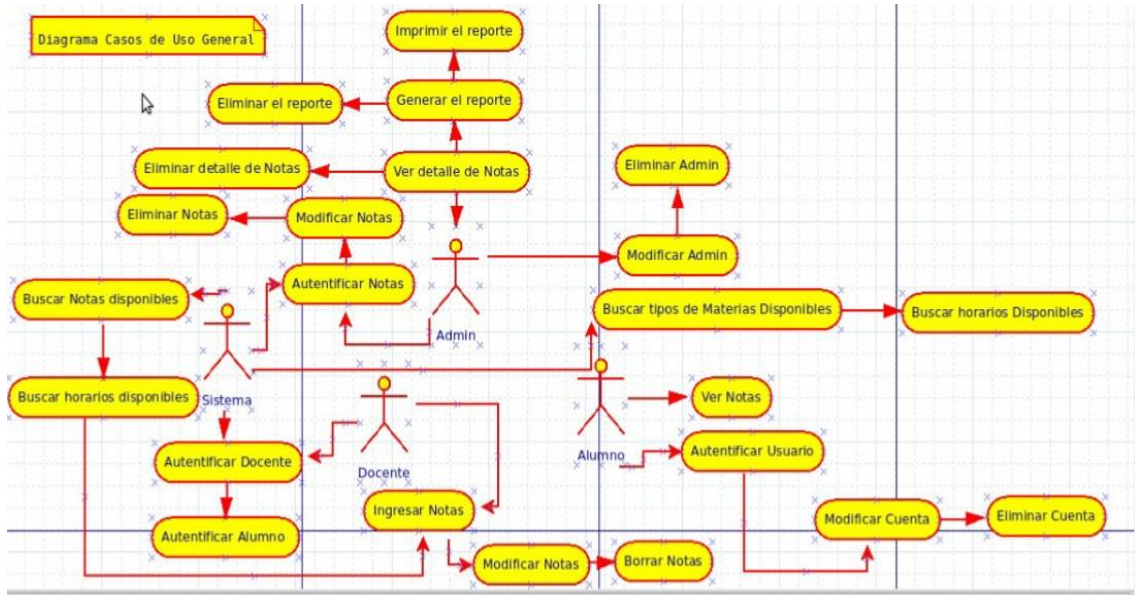 Diagrama Casos de Uso General
Imprimir el reporte
Eliminar el reporte
Generar el reporte
Eliminar detalle de Notas
Ver detalle de Notas
Eliminar Admin
Eliminar Notas
Modificar Notas
Modificar Admin
Buscar Notas disponibles
Autentificar Notas
Admin
Buscar tipos de Materias Disponibles
Buscar horarios Disponibles
Buscar horarios disponibles
Sistema
Ver Notas
Autentificar Docente
Docente
Alumno
Autentificar Usuario
Ingresar Notas
Modificar Cuenta
Eliminar Cuenta
Autentificar Alumno
Modificar Notas
Borrar Notas